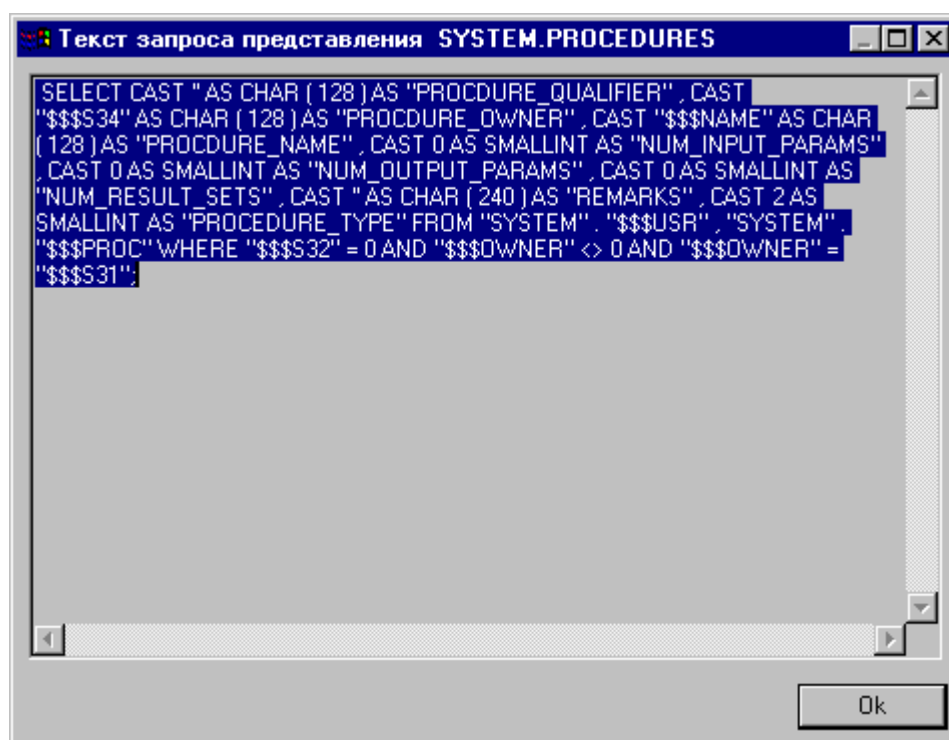 Текст запроса представления SYSTEM.PROCEDURES
SELECT CAST '' AS CHAR ( 128 ) AS "PROCDURE_QUALIFIER" , CAST
"$$$S34" AS CHAR ( 128 ) AS "PROCDURE_OWNER" , CAST "$$$NAME" AS CHAR
( 128 ) AS "PROCDURE_NAME" , CAST 0 AS SMALLINT AS "NUM_INPUT_PARAMS"
, CAST 0 AS SMALLINT AS "NUM_OUTPUT_PARAMS" , CAST 0 AS SMALLINT AS
"NUM_RESULT_SETS" , CAST '' AS CHAR ( 240 ) AS "REMARKS" , CAST 2 AS
SMALLINT AS "PROCEDURE_TYPE" FROM "SYSTEM" . "$$$USR" , "SYSTEM" .
"$$$PROC" WHERE "$$$S32" = 0 AND "$$$OWNER" <> 0 AND "$$$OWNER" =
"$$$S31";
Ok